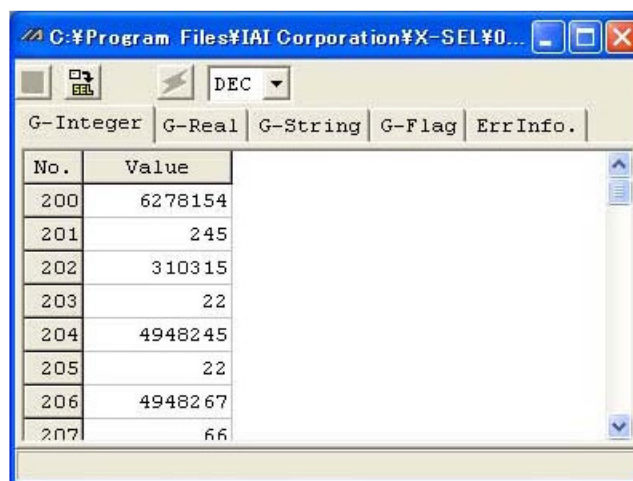 C:¥Program Files¥IAI Corporation¥X-SEL¥0...
SEL DEC
G-Integer G-Real G-String G-Flag ErrInfo.
No. Value
200 6278154
201 245
202 310315
203 22
204 4948245
205 22
206 4948267
207 66